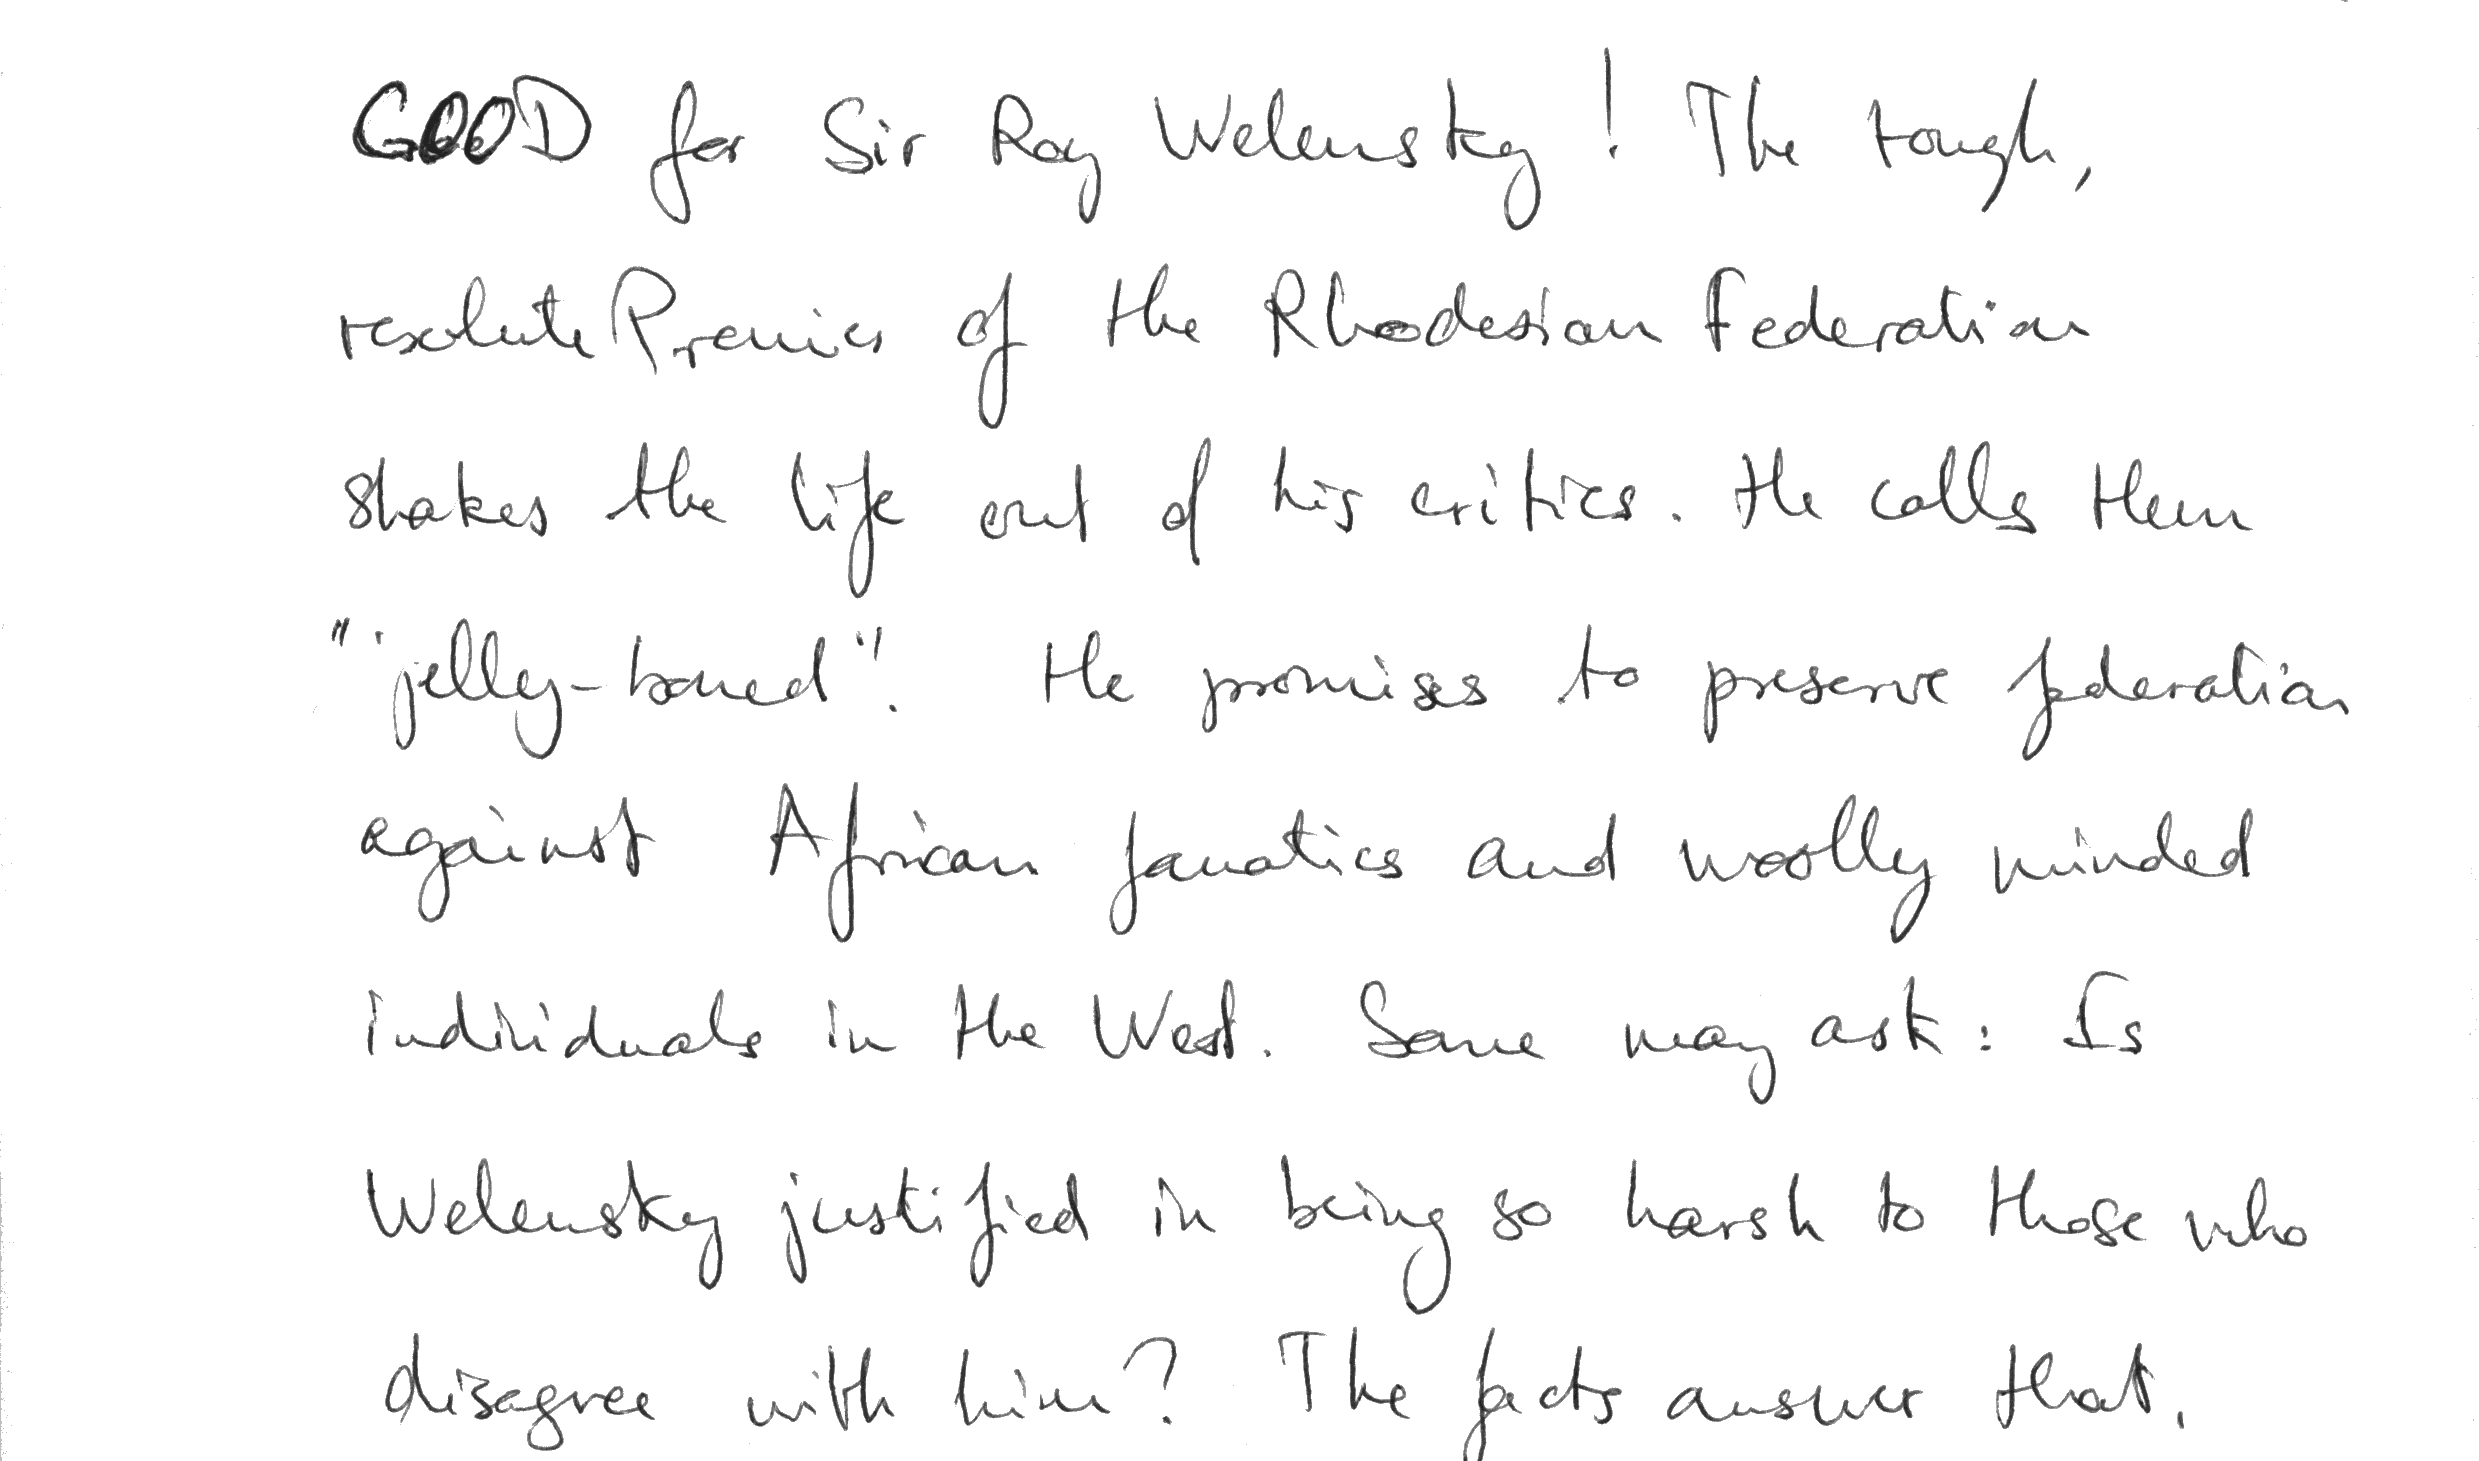 GOOD for Sir Roy Welensky! The tough,
resolute Premier of the Rhodesian Federation
shakes the life out of his critics. He calls them
"jelly-boned". He promises to preserve federation
against African fanatics and woolly minded
individuals in the West. Some may ask: Is
Welensky justified in being so harsh to those who
disagree with him? The facts answer that.